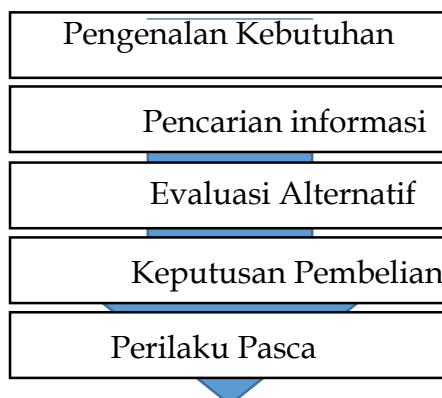 Pengenalan Kebutuhan
Pencarian informasi
Evaluasi Alternatif
Keputusan Pembelian
Perilaku Pasca